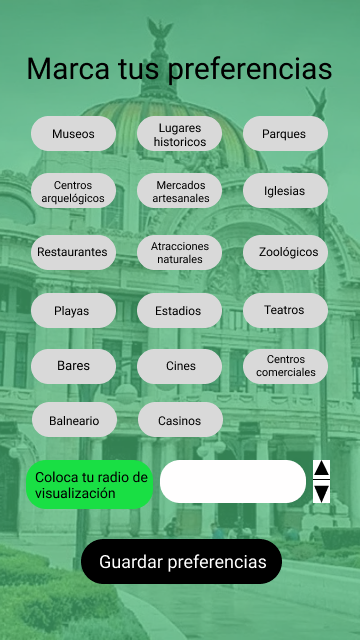 Marca tus preferencias
Museos
Lugares
historicos
Parques
Centros
arquelógicos
Mercados
artesanales
Iglesias
Restaurantes
Atracciones
naturales
Zoológicos
Playas
Estadios
Teatros
Bares
Cines
Centros
comerciales
Balneario
Casinos
Coloca tu radio de
visualización
Guardar preferencias